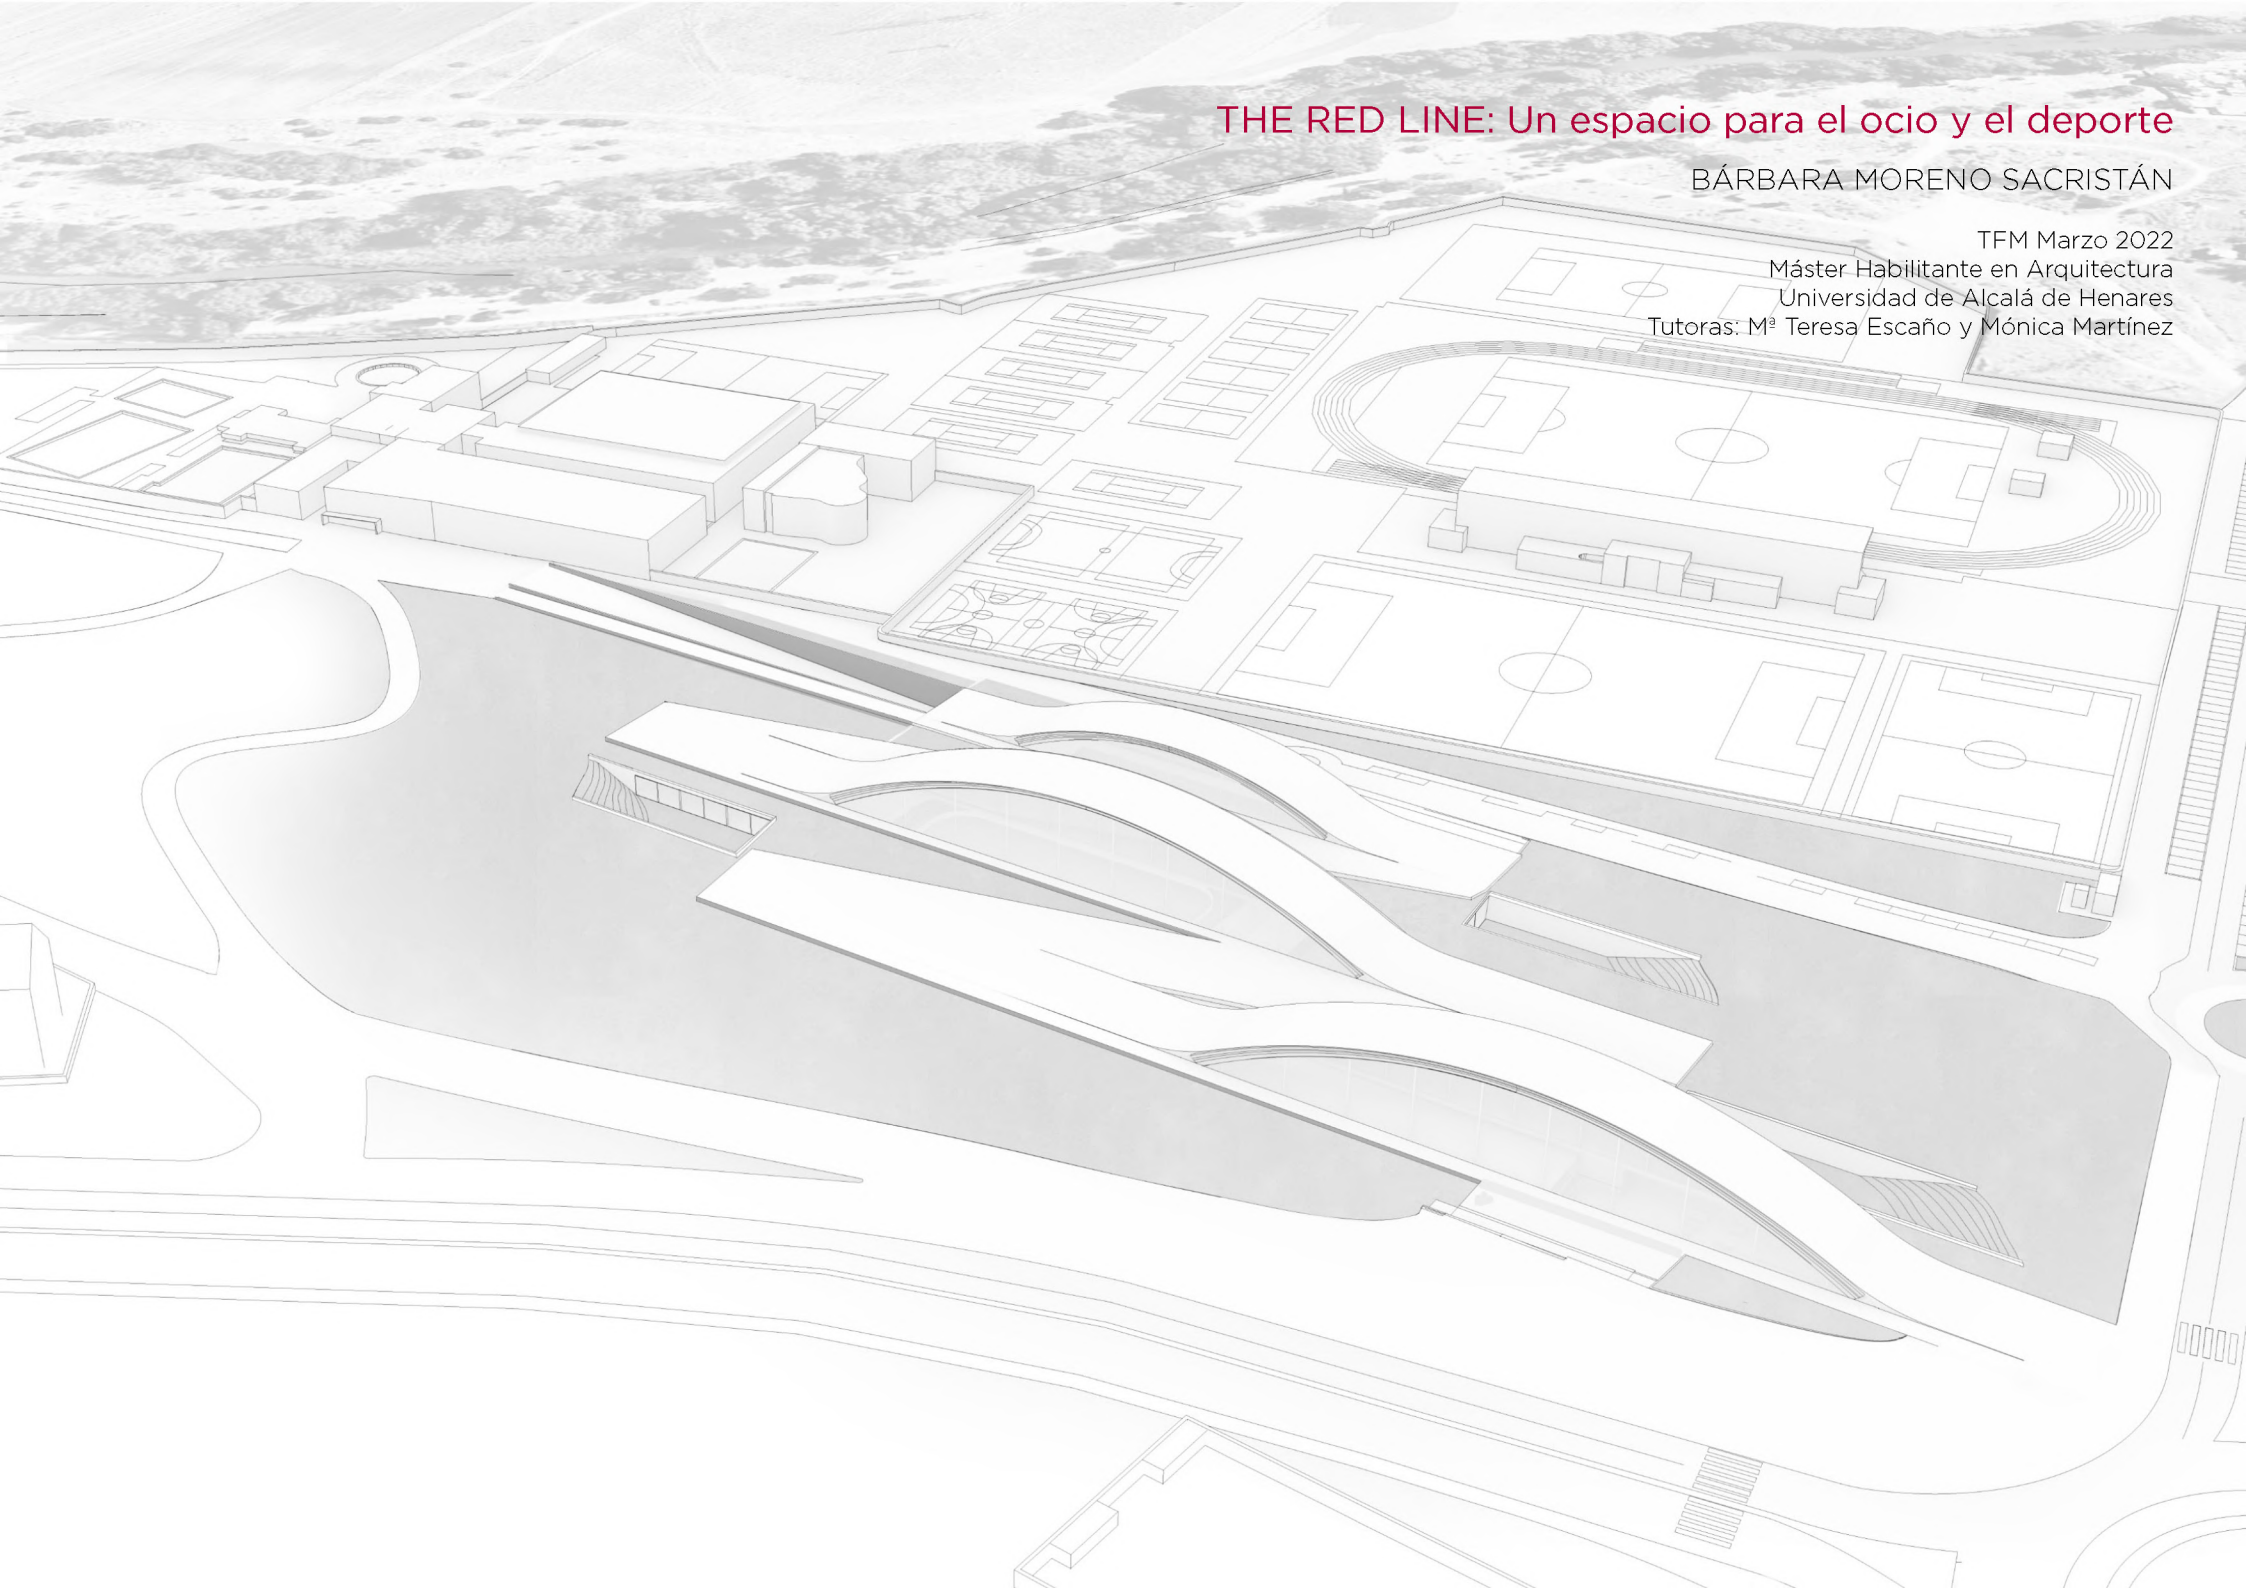 THE RED LINE: Un espacio para el ocio y el deporte
BÁRBARA MORENO SACRISTÁN
TFM Marzo 2022
Máster Habilitante en Arquitectura
Universidad de Alcalá de Henares
Tutoras: Mª Teresa Escaño y Mónica Martínez